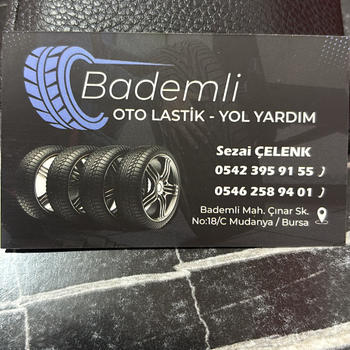 Bademli
OTO LASTİK - YOL YARDIM
Sezai ÇELENK
0542 395 91 55
0546 258 94 01
Bademli Mah. Çınar Sk.
No:18/C Mudanya / Bursa